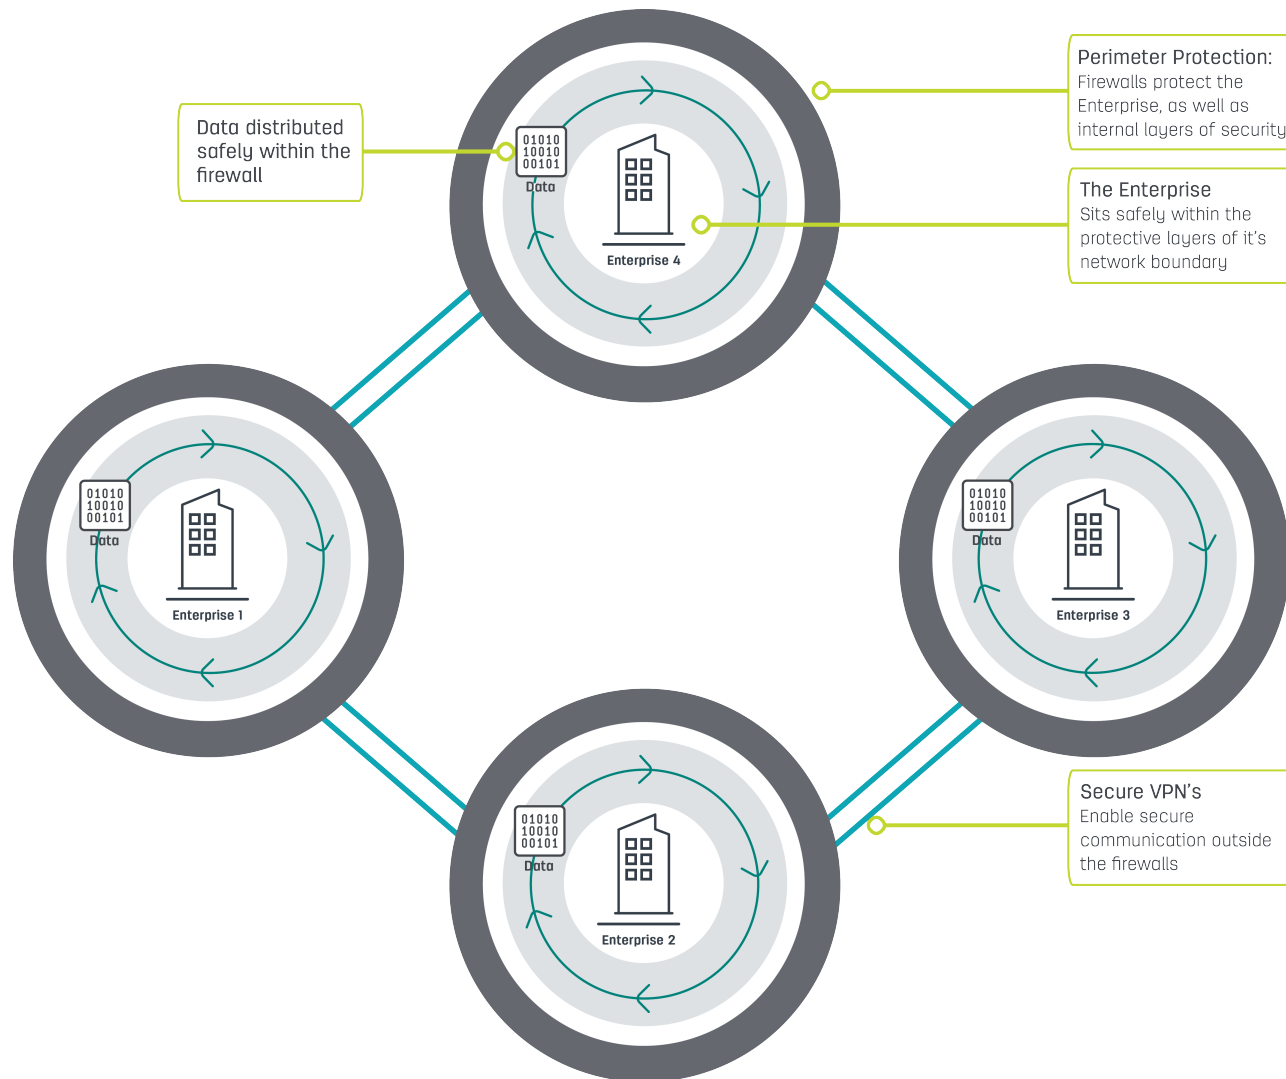 Perimeter Protection:
Firewalls protect the
Enterprise, as well as
internal layers of security
Data distributed
safely within the
firewall
01010
10010
00101
Data
The Enterprise
Sits safely within the
protective layers of it's
network boundary
Enterprise 4
01010
10010
00101
Data
Enterprise 1
01010
10010
00101
Data
Enterprise 3
Secure VPN's
Enable secure
communication outside
the firewalls
01010
10010
00101
Data
Enterprise 2